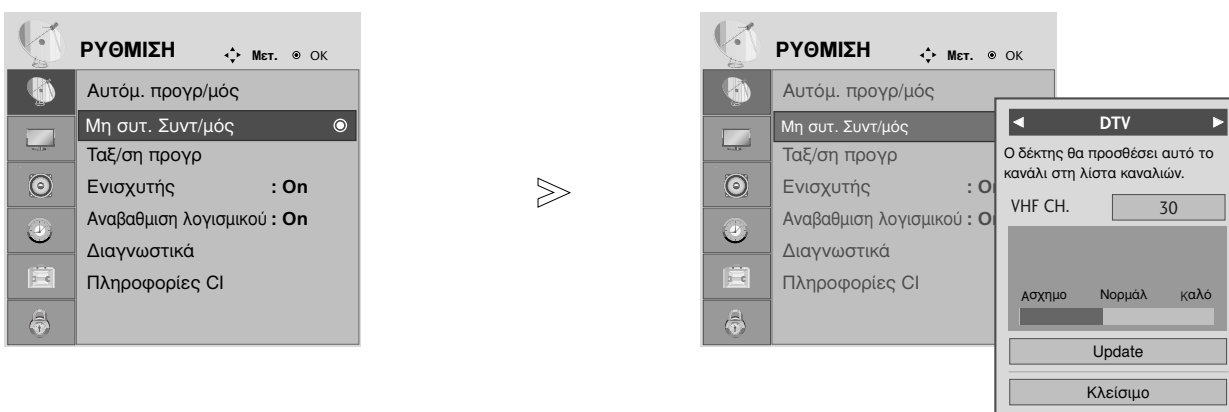 ΡΥΘΜΙΣΗ Μετ. OK
Αυτόμ. προγρ/μός
Μη συτ. Συντ/μός
Ταξ/ση προγρ
Ενισχυτής : On
Αναβαθμιση λογισμικού : On
Διαγνωστικά
Πληροφορίες CI
ΡΥΘΜΙΣΗ Μετ. OK
Αυτόμ. προγρ/μός
Μη συτ. Συντ/μός
Ταξ/ση προγρ
Ενισχυτής : O
Αναβαθμιση λογισμικού : O
Διαγνωστικά
Πληροφορίες CI
DTV
Ο δέκτης θα προσθέσει αυτό το
κανάλι στη λίστα καναλιών.
VHF CH. 30
Ασχημο Νορμάλ Καλό
Update
Κλείσιμο